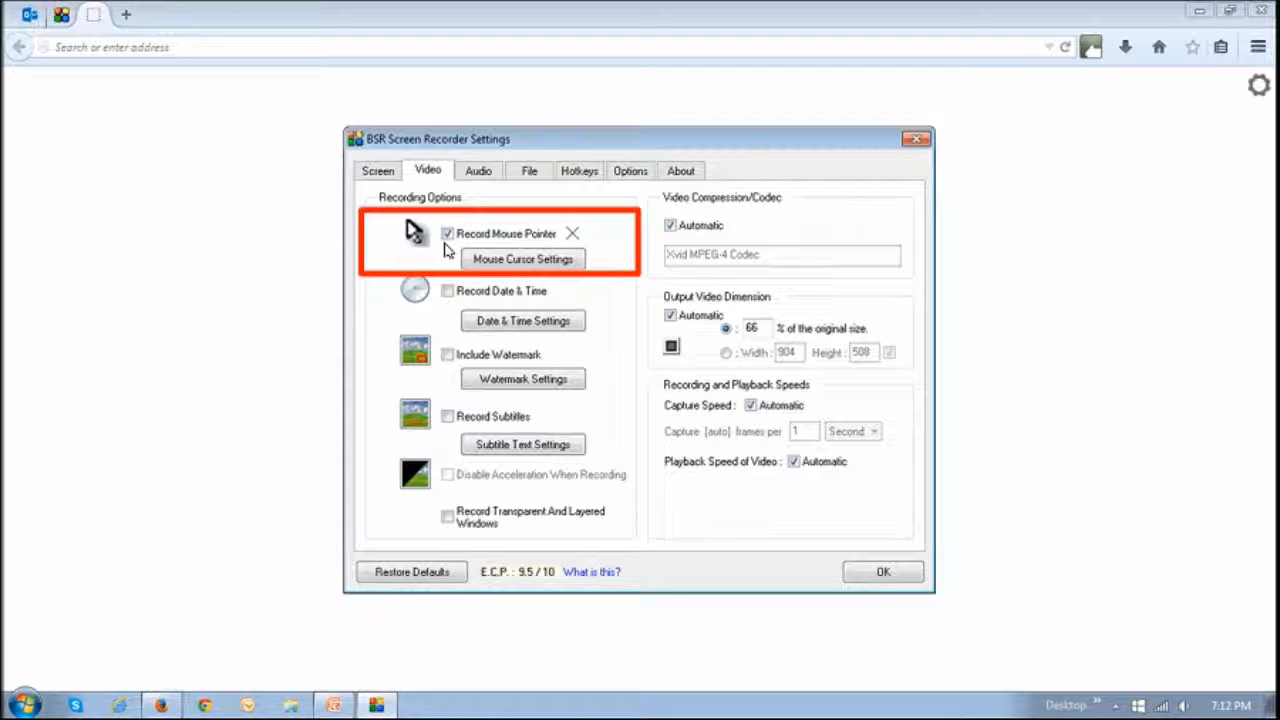 Search or enter address
BSR Screen Recorder Settings
Screen Video Audio File Hotkeys Options About
Recording Options
Record Mouse Pointer
Mouse Cursor Settings
Record Date & Time
Date & Time Settings
Include Watermark
Watermark Settings
Record Subtitles
Subtitle Text Settings
Disable Acceleration When Recording
Record Transparent And Layered
Windows
Video Compression/Codec
Automatic
Xvid MPEG-4 Codec
Output Video Dimension
Automatic
: 66 % of the original size.
: Width: 904 Height: 508
Recording and Playback Speeds
Capture Speed : Automatic
Capture [auto] frames per 1 Second
Playback Speed of Video : Automatic
Restore Defaults E.C.P. : 9.5 / 10 What is this? OK
Desktop 7:12 PM